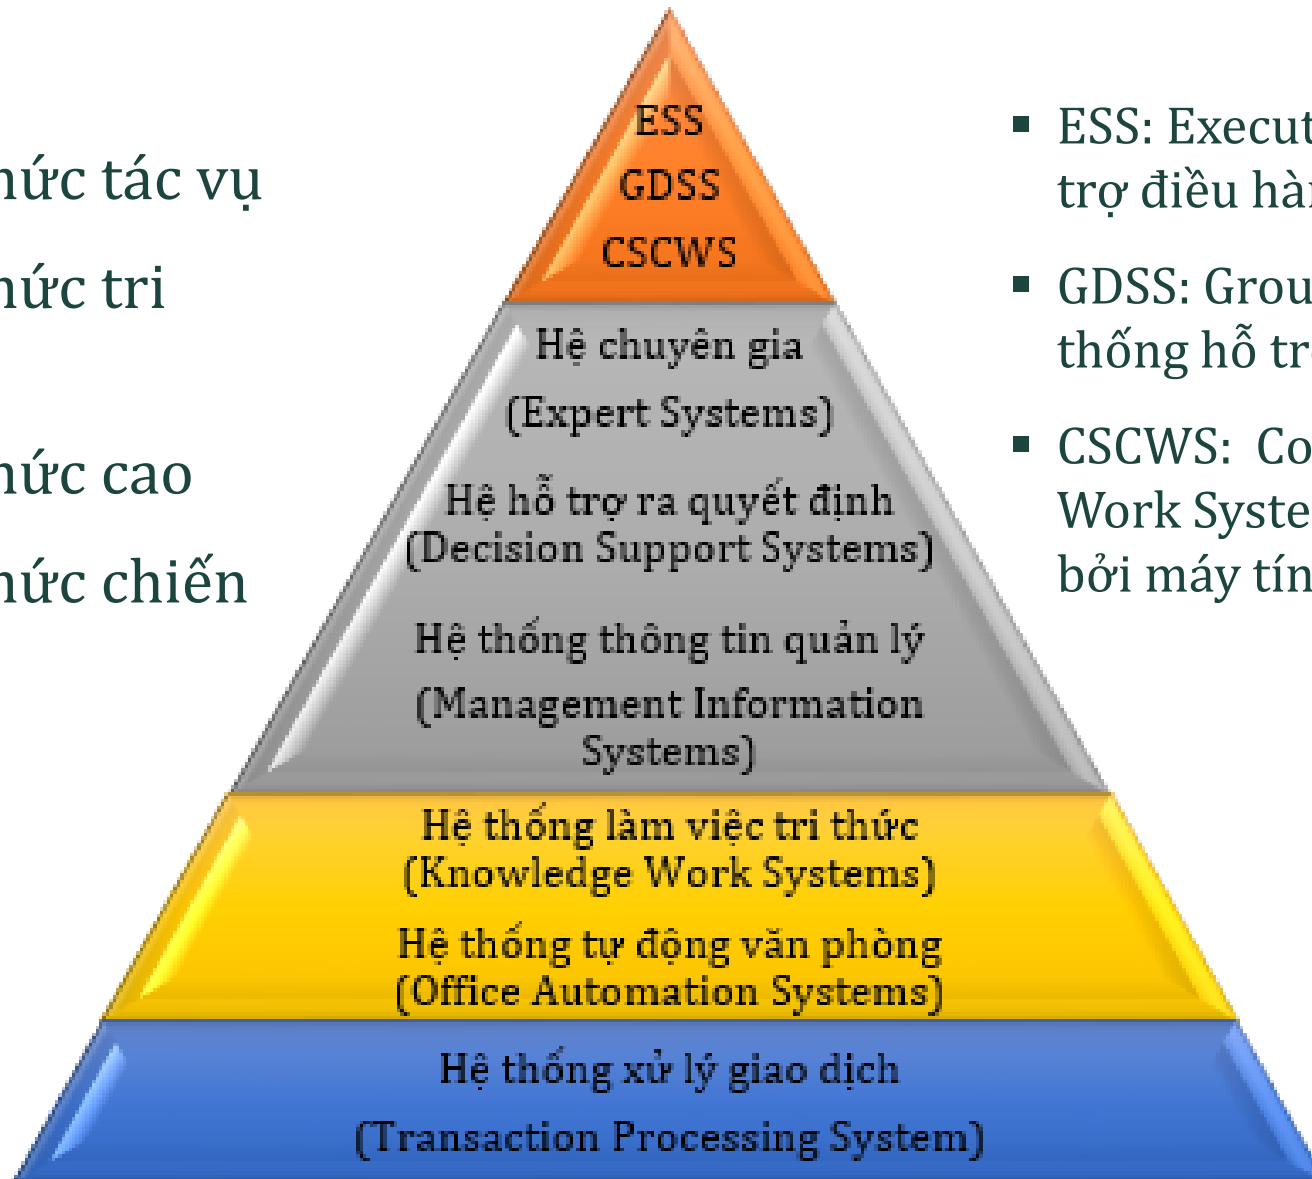 hức tác vụ
hức tri
hức cao
hức chiến
ESS
GDSS
CSCWS
Hệ chuyên gia
(Expert Systems)
Hệ hỗ trợ ra quyết định
(Decision Support Systems)
Hệ thống thông tin quản lý
(Management Information
Systems)
Hệ thống làm việc tri thức
(Knowledge Work Systems)
Hệ thống tự động văn phòng
(Office Automation Systems)
Hệ thống xử lý giao dịch
(Transaction Processing System)
▪ ESS: Execut
trợ điều hàn
▪ GDSS: Grou
thống hỗ trợ
▪ CSCWS: Co
Work Syste
bởi máy tín